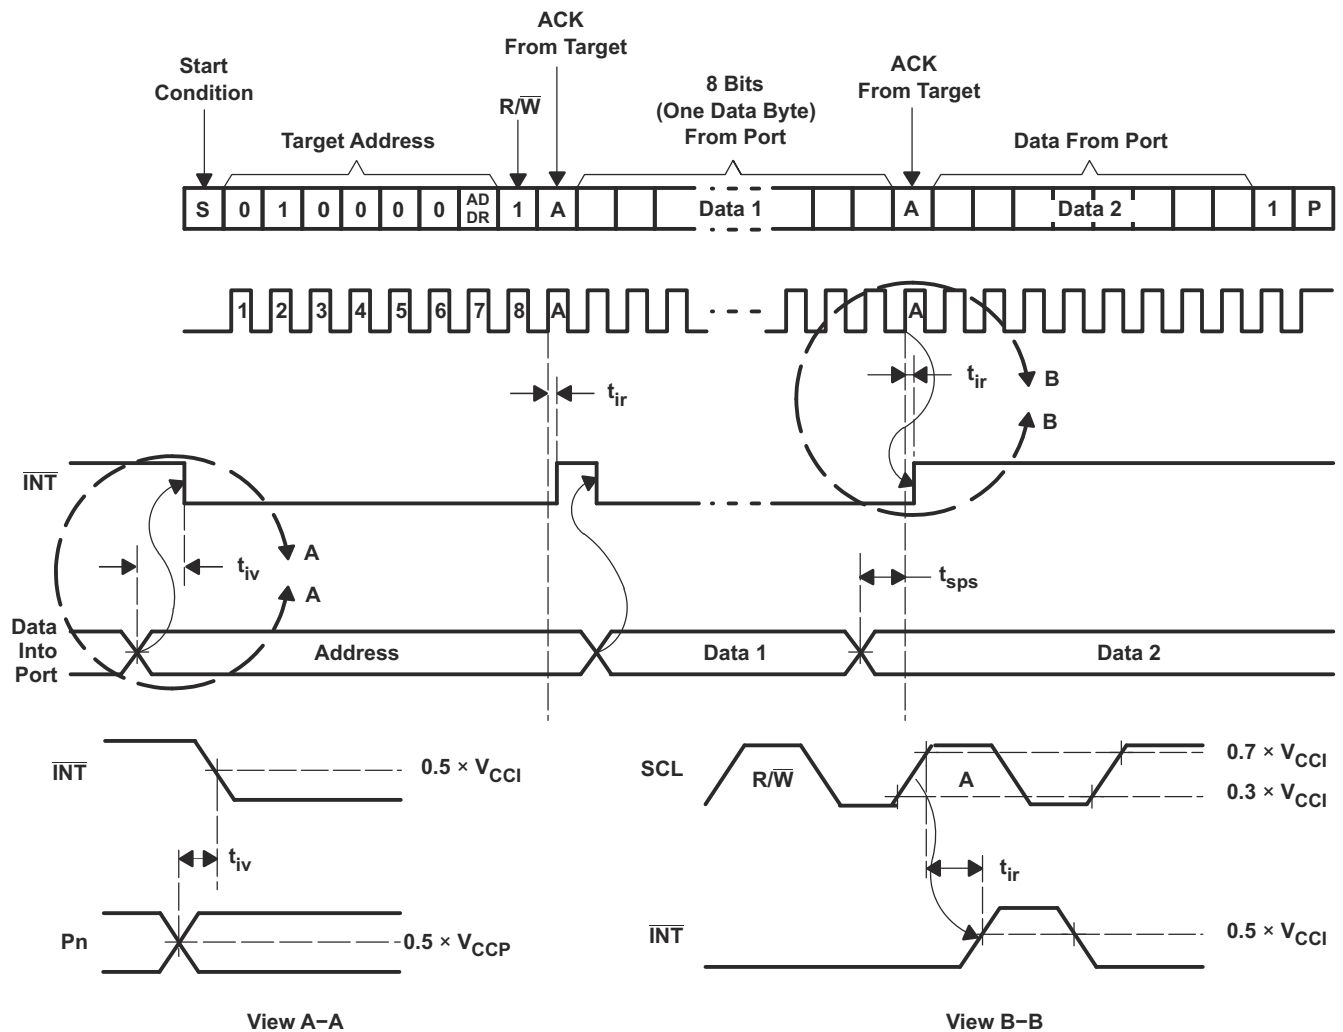 ACK
From Target
Start
Condition
R/W̅
8 Bits
(One Data Byte)
From Port
ACK
From Target
Target Address
Data From Port
S 0 1 0 0 0 0 AD DR 1 A Data 1 A Data 2 1 P
1 2 3 4 5 6 7 8 A A
t_ir
t_ir
B
B
I̅N̅T̅
t_iv
A
A
t_sps
Data
Into
Port
Address
Data 1
Data 2
I̅N̅T̅
0.5 × V_CCI
t_iv
Pn
0.5 × V_CCP
View A–A
SCL
R/W̅
A
0.7 × V_CCI
0.3 × V_CCI
t_ir
I̅N̅T̅
0.5 × V_CCI
View B–B